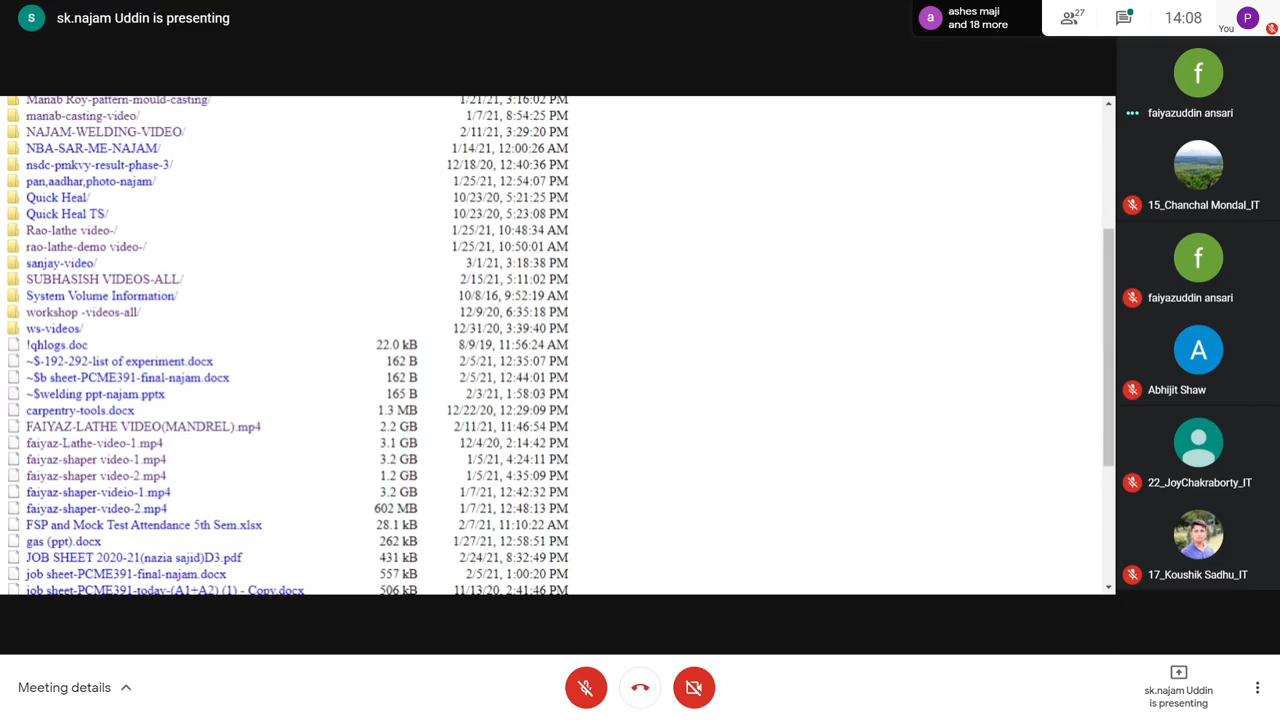 s
sk.najam Uddin is presenting
a
ashes maji
and 18 more
27
14:08
You
P
Manab Roy-pattern-mould-casting/ 1/21/21, 3:16:02 PM
manab-casting-video/ 1/7/21, 8:54:25 PM
NAJAM-WELDING-VIDEO/ 2/11/21, 3:29:20 PM
NBA-SAR-ME-NAJAM/ 1/14/21, 12:00:26 AM
nsdc-pmkvy-result-phase-3/ 12/18/20, 12:40:36 PM
pan,aadhar,photo-najam/ 1/25/21, 12:54:07 PM
Quick Heal/ 10/23/20, 5:21:25 PM
Quick Heal TS/ 10/23/20, 5:23:08 PM
Rao-lathe video-/ 1/25/21, 10:48:34 AM
rao-lathe-demo video-/ 1/25/21, 10:50:01 AM
sanjay-video/ 3/1/21, 3:18:38 PM
SUBHASISH VIDEOS-ALL/ 2/15/21, 5:11:02 PM
System Volume Information/ 10/8/16, 9:52:19 AM
workshop -videos-all/ 12/9/20, 6:35:18 PM
ws-videos/ 12/31/20, 3:39:40 PM
!qhlogs.doc 22.0 kB 8/9/19, 11:56:24 AM
~$-192-292-list of experiment.docx 162 B 2/5/21, 12:35:07 PM
~$b sheet-PCME391-final-najam.docx 162 B 2/5/21, 12:44:01 PM
~$welding ppt-najam.pptx 165 B 2/3/21, 1:58:03 PM
carpentry-tools.docx 1.3 MB 12/22/20, 12:29:09 PM
FAIYAZ-LATHE VIDEO(MANDREL).mp4 2.2 GB 2/11/21, 11:46:54 PM
faiyaz-Lathe-video-1.mp4 3.1 GB 12/4/20, 2:14:42 PM
faiyaz-shaper video-1.mp4 3.2 GB 1/5/21, 4:24:11 PM
faiyaz-shaper video-2.mp4 1.2 GB 1/5/21, 4:35:09 PM
faiyaz-shaper-videio-1.mp4 3.2 GB 1/7/21, 12:42:32 PM
faiyaz-shaper-video-2.mp4 602 MB 1/7/21, 12:48:13 PM
FSP and Mock Test Attendance 5th Sem.xlsx 28.1 kB 2/7/21, 11:10:22 AM
gas (ppt).docx 262 kB 1/27/21, 12:58:51 PM
JOB SHEET 2020-21(nazia sajid)D3.pdf 431 kB 2/24/21, 8:32:49 PM
job sheet-PCME391-final-najam.docx 557 kB 2/5/21, 1:00:20 PM
job sheet-PCME391-today-(A1+A2) (1) - Copy.docx 506 kB 11/13/20, 2:41:46 PM
f
faiyazuddin ansari
15_Chanchal Mondal_IT
f
faiyazuddin ansari
A
Abhijit Shaw
22_JoyChakraborty_IT
17_Koushik Sadhu_IT
Meeting details
sk.najam Uddin
is presenting